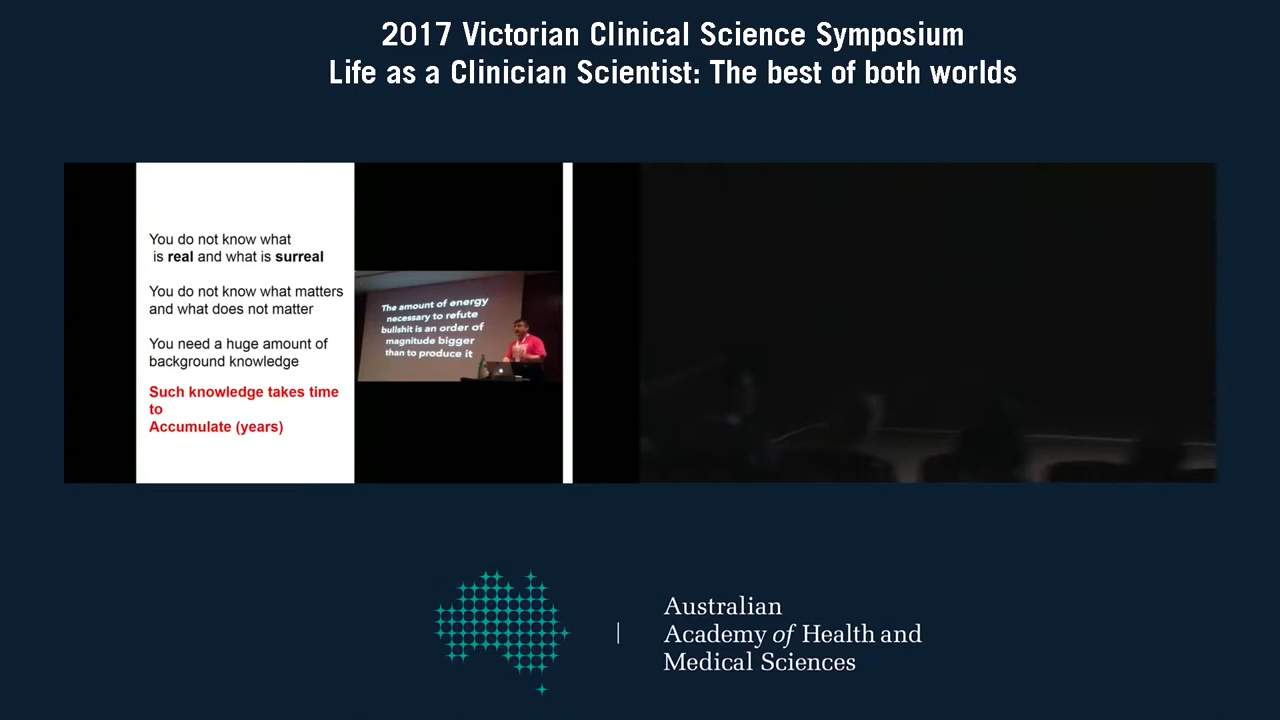 2017 Victorian Clinical Science Symposium
Life as a Clinician Scientist: The best of both worlds
You do not know what
is real and what is surreal
You do not know what matters
and what does not matter
You need a huge amount of
background knowledge
Such knowledge takes time
to
Accumulate (years)
The amount of energy
necessary to refute
bullshit is an order of
magnitude bigger
than to produce it
Australian
Academy of Health and
Medical Sciences